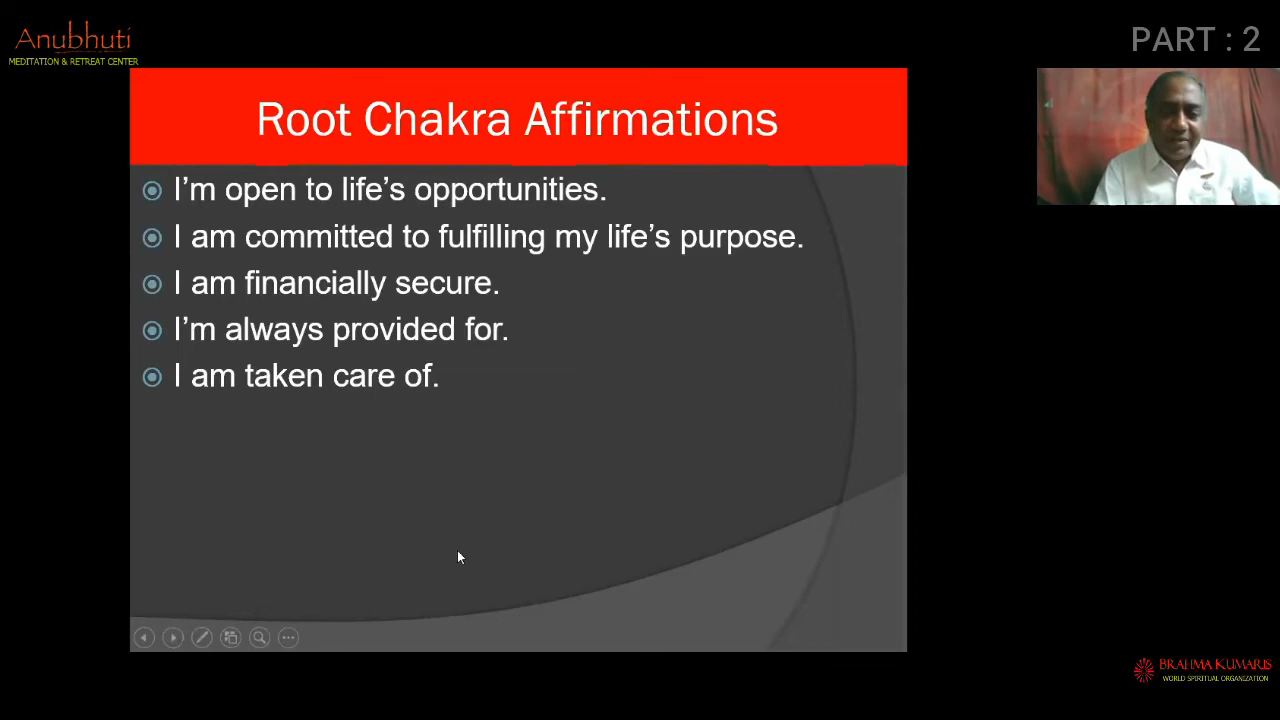 Anubhuti
MEDITATION & RETREAT CENTER
PART : 2
Root Chakra Affirmations
I'm open to life's opportunities.
I am committed to fulfilling my life's purpose.
I am financially secure.
I'm always provided for.
I am taken care of.
BRAHMA KUMARIS
WORLD SPIRITUAL ORGANIZATION